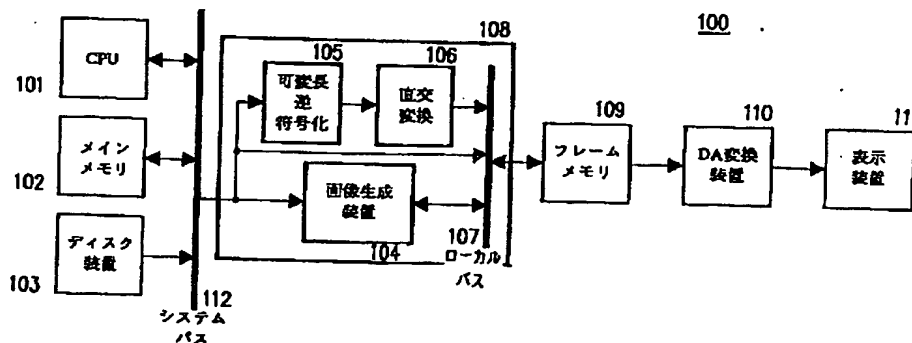 100
108
CPU
101
105
可変長
逆
符号化
106
直交
変換
メイン
メモリ
102
109
フレーム
メモリ
110
DA変換
装置
11
表示
装置
画像生成
装置
104
107
ローカル
バス
ディスク
装置
103
112
システム
バス